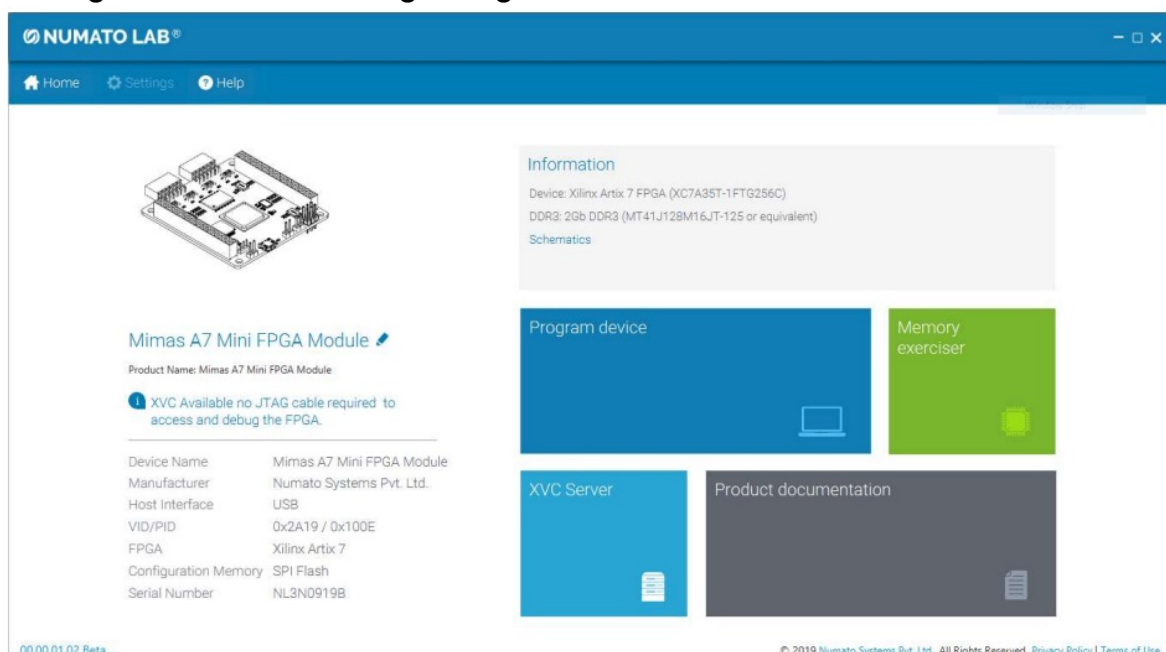 NUMATO LAB®
Home Settings Help
Information
Device: Xilinx Artix 7 FPGA (XC7A35T-1FTG256C)
DDR3: 2Gb DDR3 (MT41J128M16JT-125 or equivalent)
Schematics
Mimas A7 Mini FPGA Module
Product Name: Mimas A7 Mini FPGA Module
XVC Available no JTAG cable required to
access and debug the FPGA.
Device Name Mimas A7 Mini FPGA Module
Manufacturer Numato Systems Pvt. Ltd.
Host Interface USB
VID/PID 0x2A19 / 0x100E
FPGA Xilinx Artix 7
Configuration Memory SPI Flash
Serial Number NL3N0919B
Program device
Memory
exerciser
XVC Server
Product documentation
00.00.01.02 Beta
© 2019 Numato Systems Pvt. Ltd. All Rights Reserved. Privacy Policy | Terms of Use